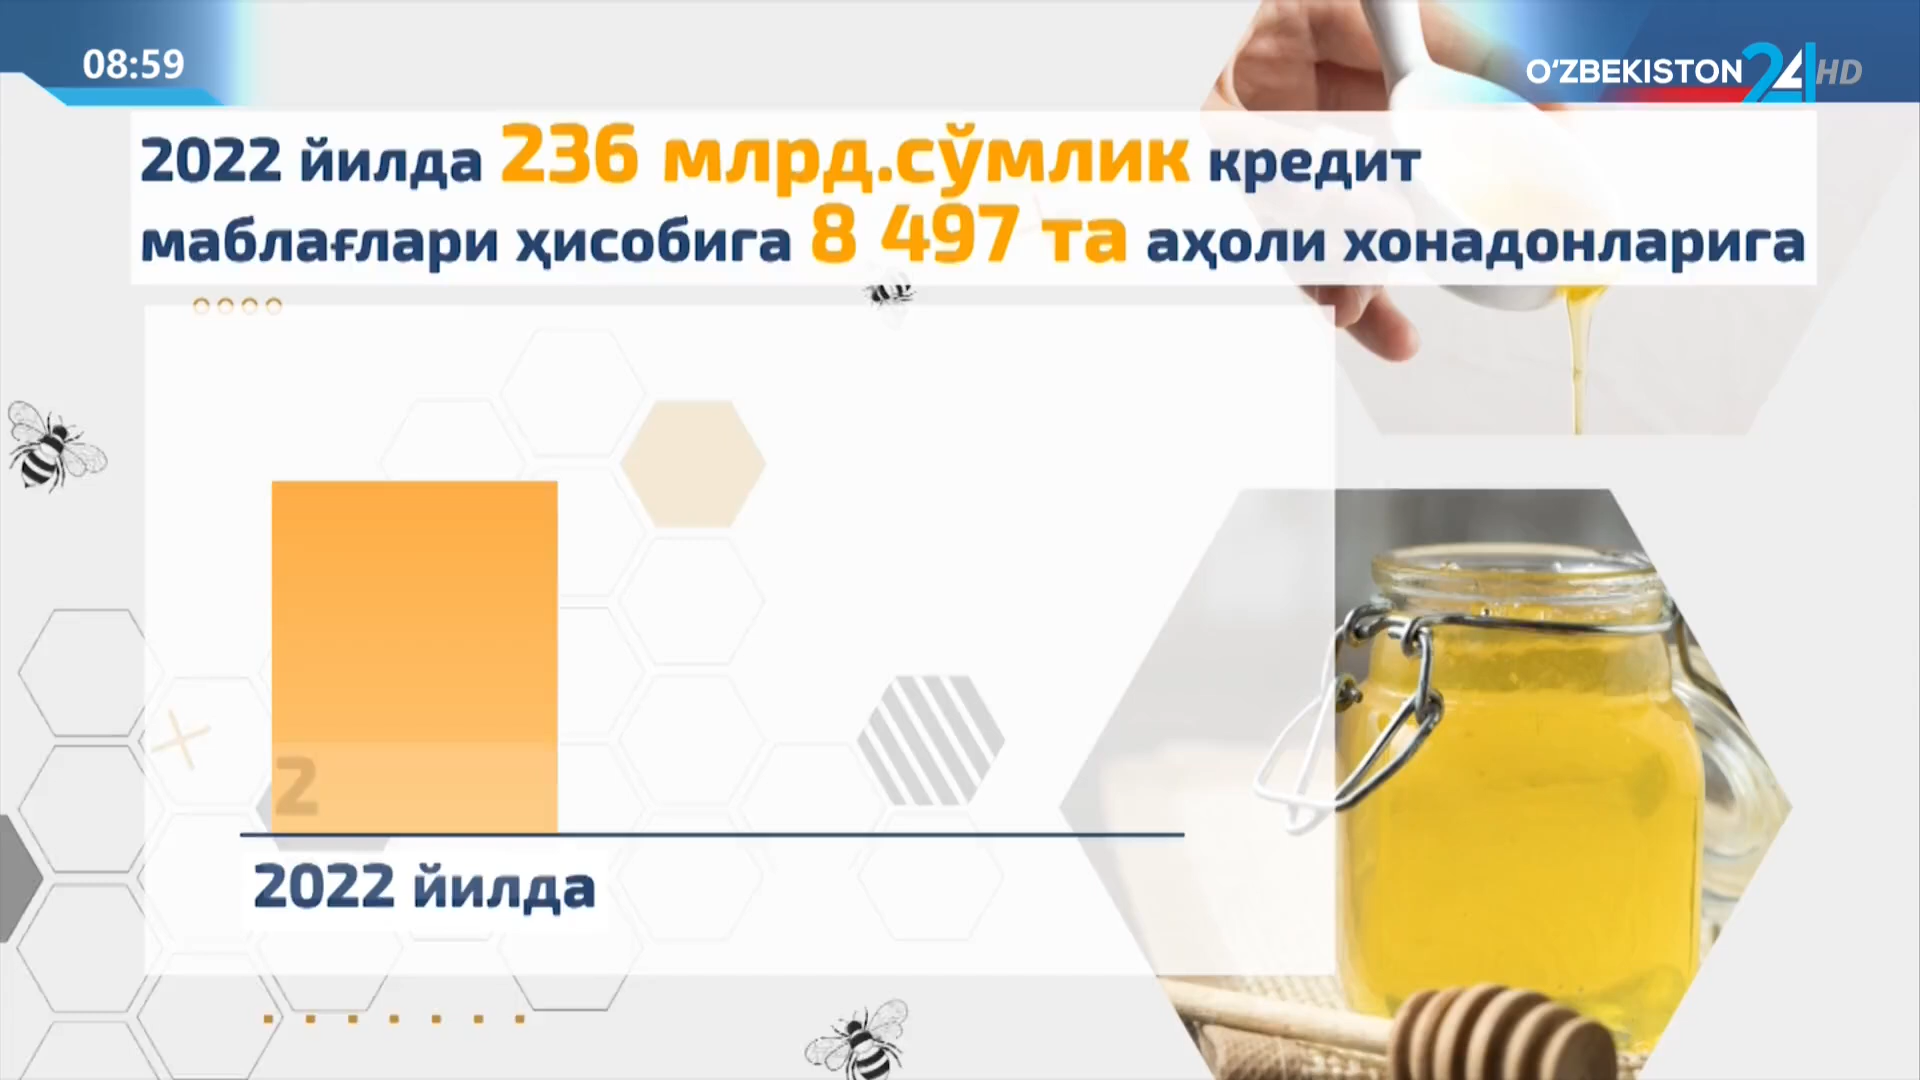 08:59
O‘ZBEKISTON 24 HD
2022 йилда 236 млрд.сўмлик кредит
маблағлари ҳисобига 8 497 та аҳоли хонадонларига
2
2022 йилда